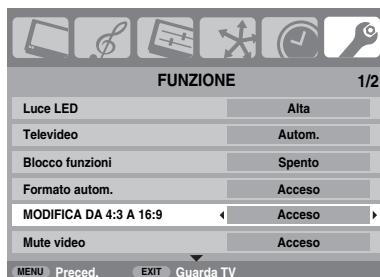 FUNZIONE 1/2
Luce LED Alta
Televideo Autom.
Blocco funzioni Spento
Formato autom. Acceso
MODIFICA DA 4:3 A 16:9 Acceso
Mute video Acceso
MENU Preced. EXIT Guarda TV